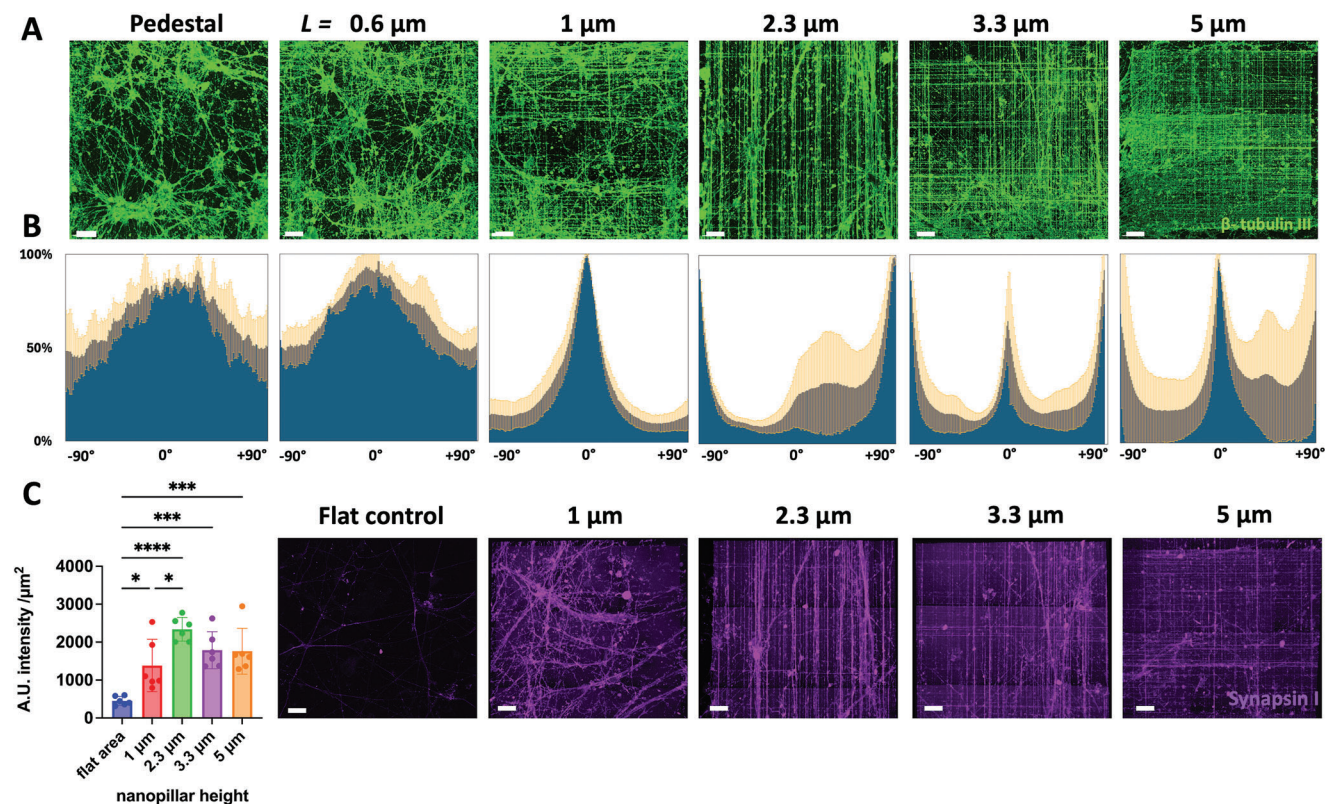 A
Pedestal
L = 0.6 µm
1 µm
2.3 µm
3.3 µm
5 µm
β-tubulin III
B
100%
50%
0%
-90° 0° +90°
-90° 0° +90°
-90° 0° +90°
-90° 0° +90°
-90° 0° +90°
-90° 0° +90°
C
***
***
****
* *
4000
3000
2000
1000
0
A.U. intensity /µm²
flat area
1 µm
2.3 µm
3.3 µm
5 µm
nanopillar height
Flat control
1 µm
2.3 µm
3.3 µm
5 µm
Synapsin I